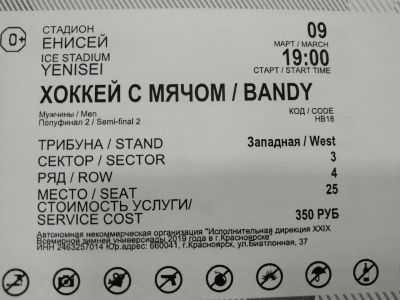 0+
СТАДИОН
ЕНИСЕЙ
ICE STADIUM
YENISEI
09
МАРТ / MARCH
19:00
СТАРТ / START TIME
ХОККЕЙ С МЯЧОМ / BANDY
Мужчины / Men
Полуфинал 2 / Semi-final 2
КОД / CODE
HB18
ТРИБУНА / STAND Западная / West
СЕКТОР / SECTOR 3
РЯД / ROW 4
МЕСТО / SEAT 25
СТОИМОСТЬ УСЛУГИ/
SERVICE COST 350 РУБ
Автономная некоммерческая организация "Исполнительная дирекция XXIX
Всемирной зимней универсиады 2019 года в г.Красноярске"
ИНН 2463257014 Юр.адрес: 660041, г.Красноярск, ул.Биатлонная, 37